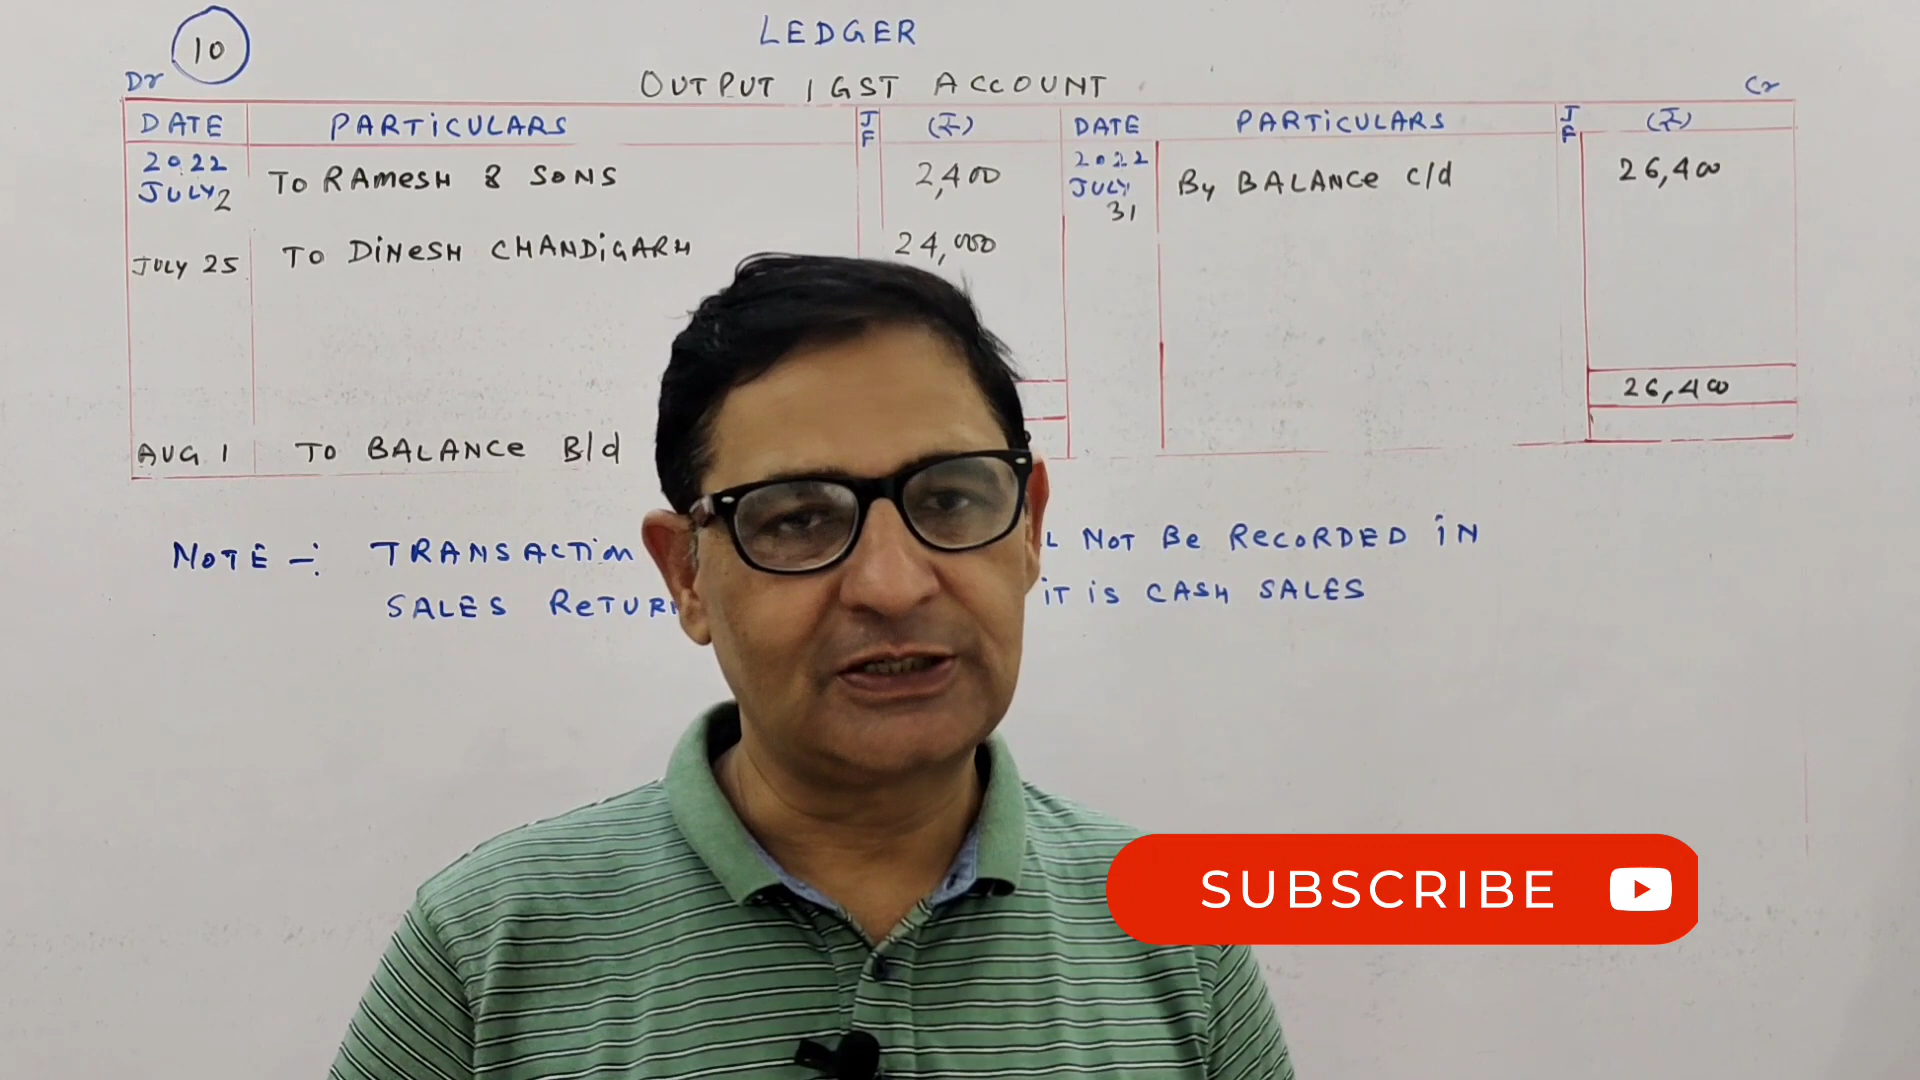 10
LEDGER
Dr OUTPUT IGST ACCOUNT Cr
DATE PARTiCULARS JF (₹) DATE PARTiCULARS JF (₹)
2022 JULY 2 To RAMESH & SONS 2,400 2022 JULY 31 By BALANCE c/d 26,400
JULY 25 TO DiNESH CHANDiGARH 24,000
26,400
AUG 1 TO BALANCE B/d
NOTE -: TRANSACTion NOT Be RECORDED iN
SALES iT iS CASH SALES
SUBSCRIBE